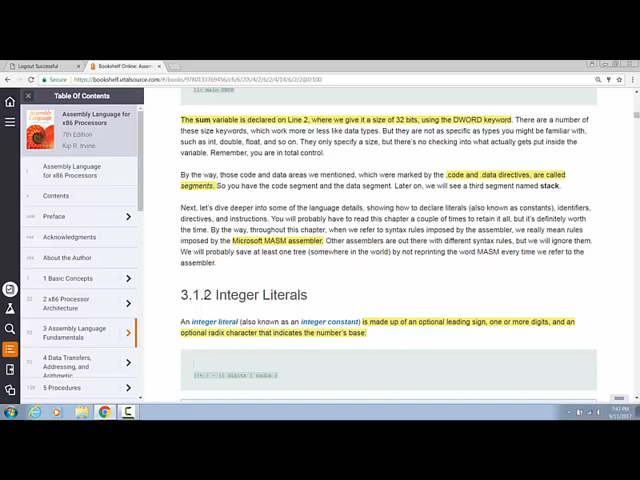 Logout Successful
Bookshelf Online: Assem
Secure
https://bookshelf.vitalsource.com/#/books/9780133769456/cfi/6/20/4/2/6/2/4/14/6/2/2@0:100
Table Of Contents
Assembly Language for x86 Processors
7th Edition
Kip R. Irvine
Assembly Language
for x86 Processors
Contents
Preface
Acknowledgments
About the Author
1 Basic Concepts
2 x86 Processor
Architecture
3 Assembly Language
Fundamentals
4 Data Transfers,
Addressing, and
Arithmetic
5 Procedures
The sum variable is declared on Line 2, where we give it a size of 32 bits, using the DWORD keyword. There are a number
of these size keywords, which work more or less like data types. But they are not as specific as types you might be familiar with,
such as int, double, float, and so on. They only specify a size, but there's no checking into what actually gets put inside the
variable. Remember, you are in total control.
By the way, those code and data areas we mentioned, which were marked by the .code and .data directives, are called
segments. So you have the code segment and the data segment. Later on, we will see a third segment named stack.
Next, let's dive deeper into some of the language details, showing how to declare literals (also known as constants), identifiers,
directives, and instructions. You will probably have to read this chapter a couple of times to retain it all, but it's definitely worth
the time. By the way, throughout this chapter, when we refer to syntax rules imposed by the assembler, we really mean rules
imposed by the Microsoft MASM assembler. Other assemblers are out there with different syntax rules, but we will ignore them.
We will probably save at least one tree (somewhere in the world) by not reprinting the word MASM every time we refer to the
assembler.
3.1.2 Integer Literals
An integer literal (also known as an integer constant) is made up of an optional leading sign, one or more digits, and an
optional radix character that indicates the number's base:
[{+ | - }] digits [ radix ]
7:43 PM
9/11/2017